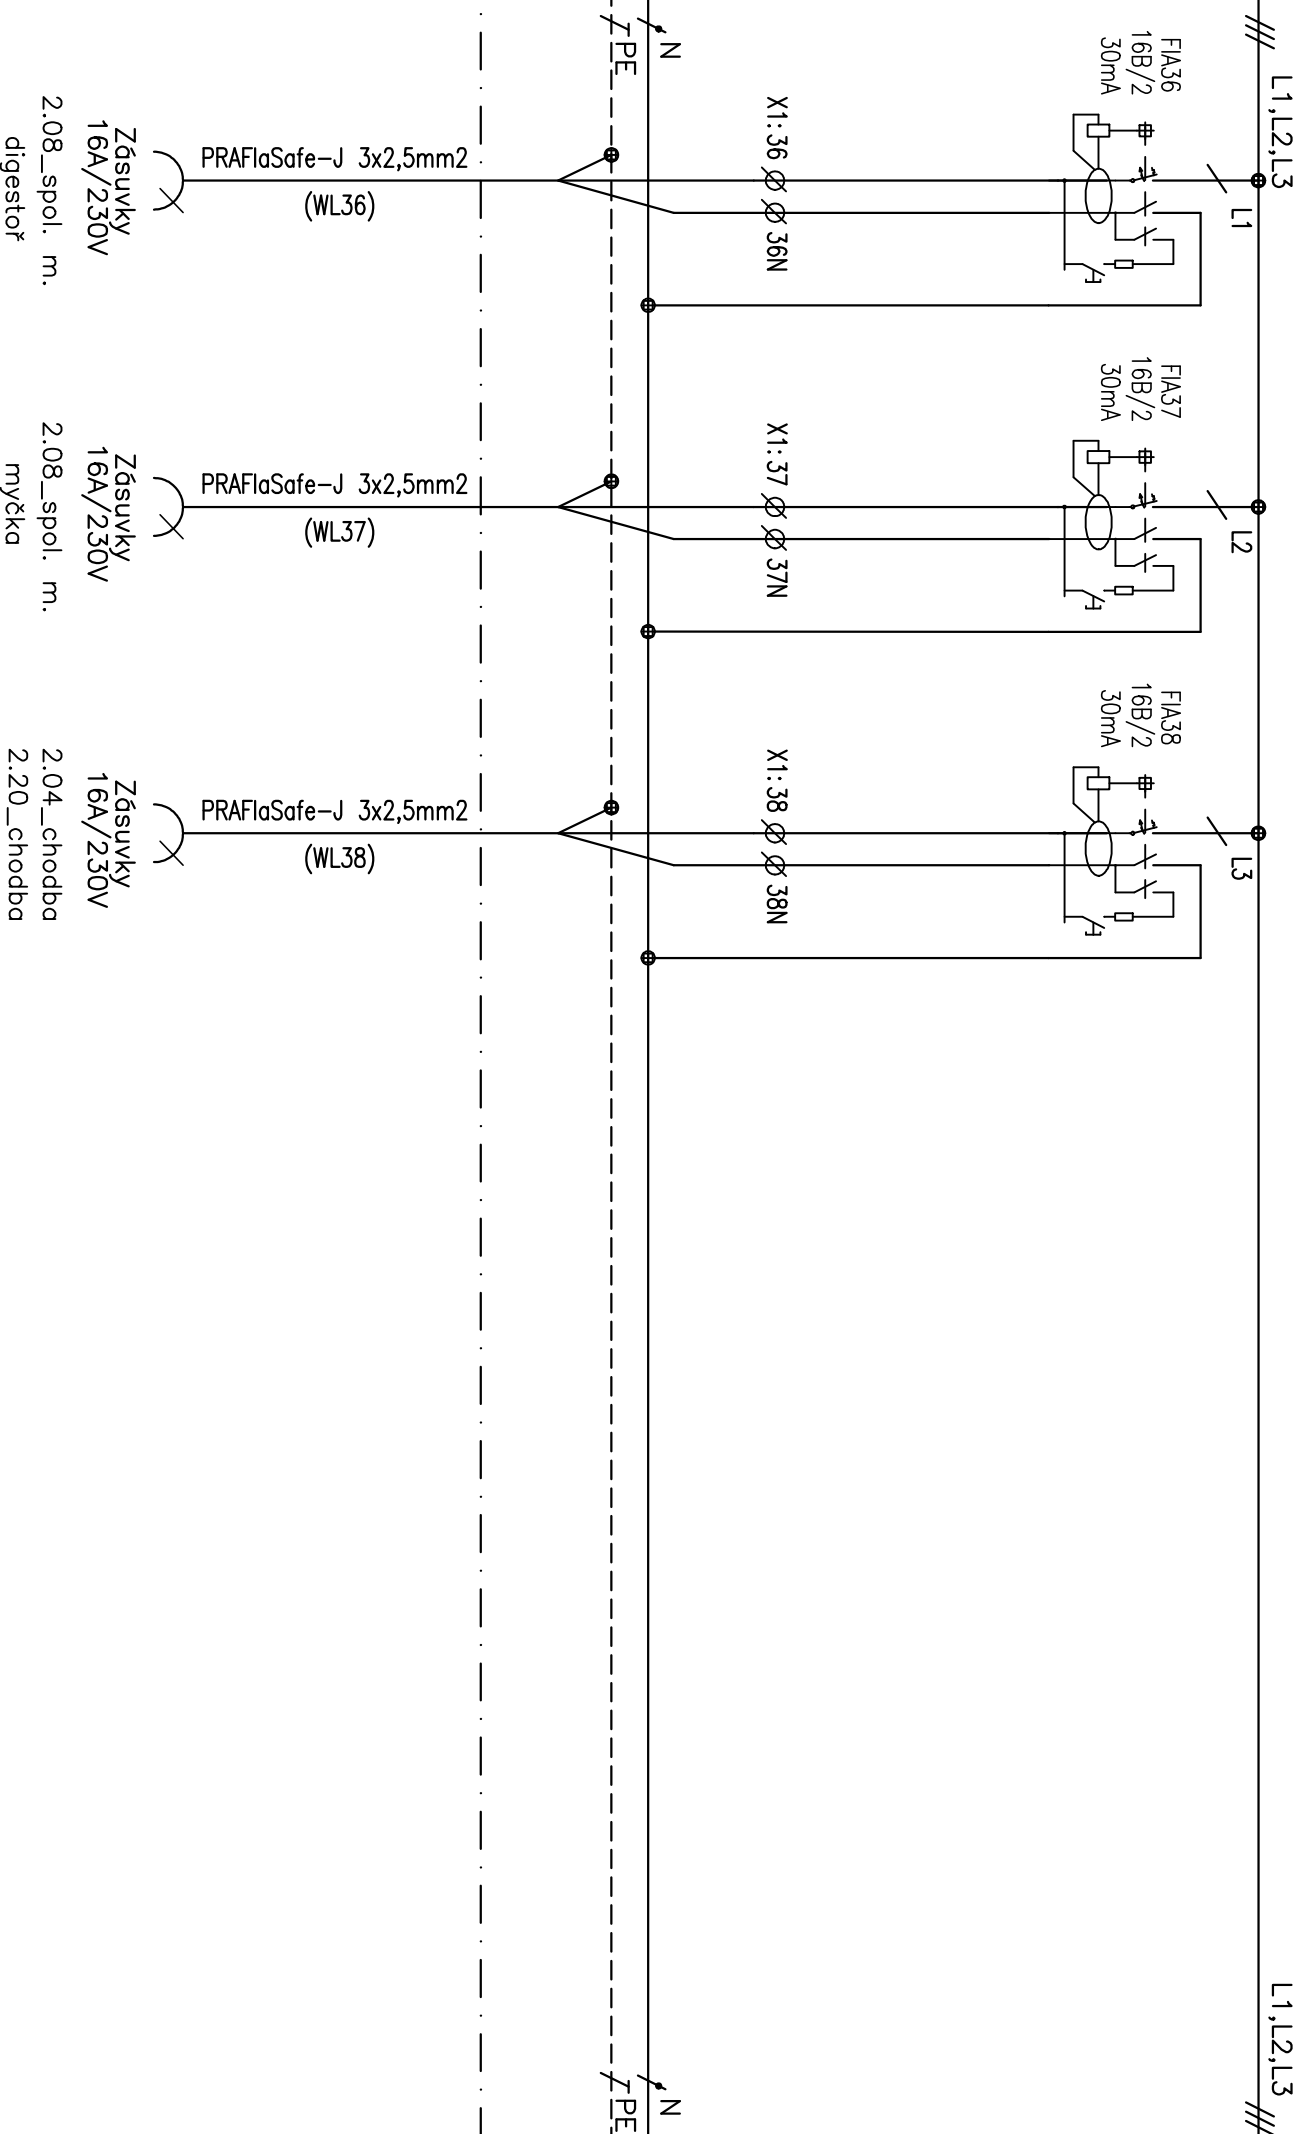 L1,L2,L3
L1,L2,L3
L1
FIA36
16B/2
30mA
L2
FIA37
16B/2
30mA
L3
FIA38
16B/2
30mA
X1:36
36N
X1:37
37N
X1:38
38N
N
PE
N
PE
PRAFlaSafe-J 3x2,5mm2
(WL36)
PRAFlaSafe-J 3x2,5mm2
(WL37)
PRAFlaSafe-J 3x2,5mm2
(WL38)
Zásuvky
16A/230V
2.08_spol. m.
digestoř
Zásuvky
16A/230V
2.08_spol. m.
myčka
Zásuvky
16A/230V
2.04_chodba
2.20_chodba